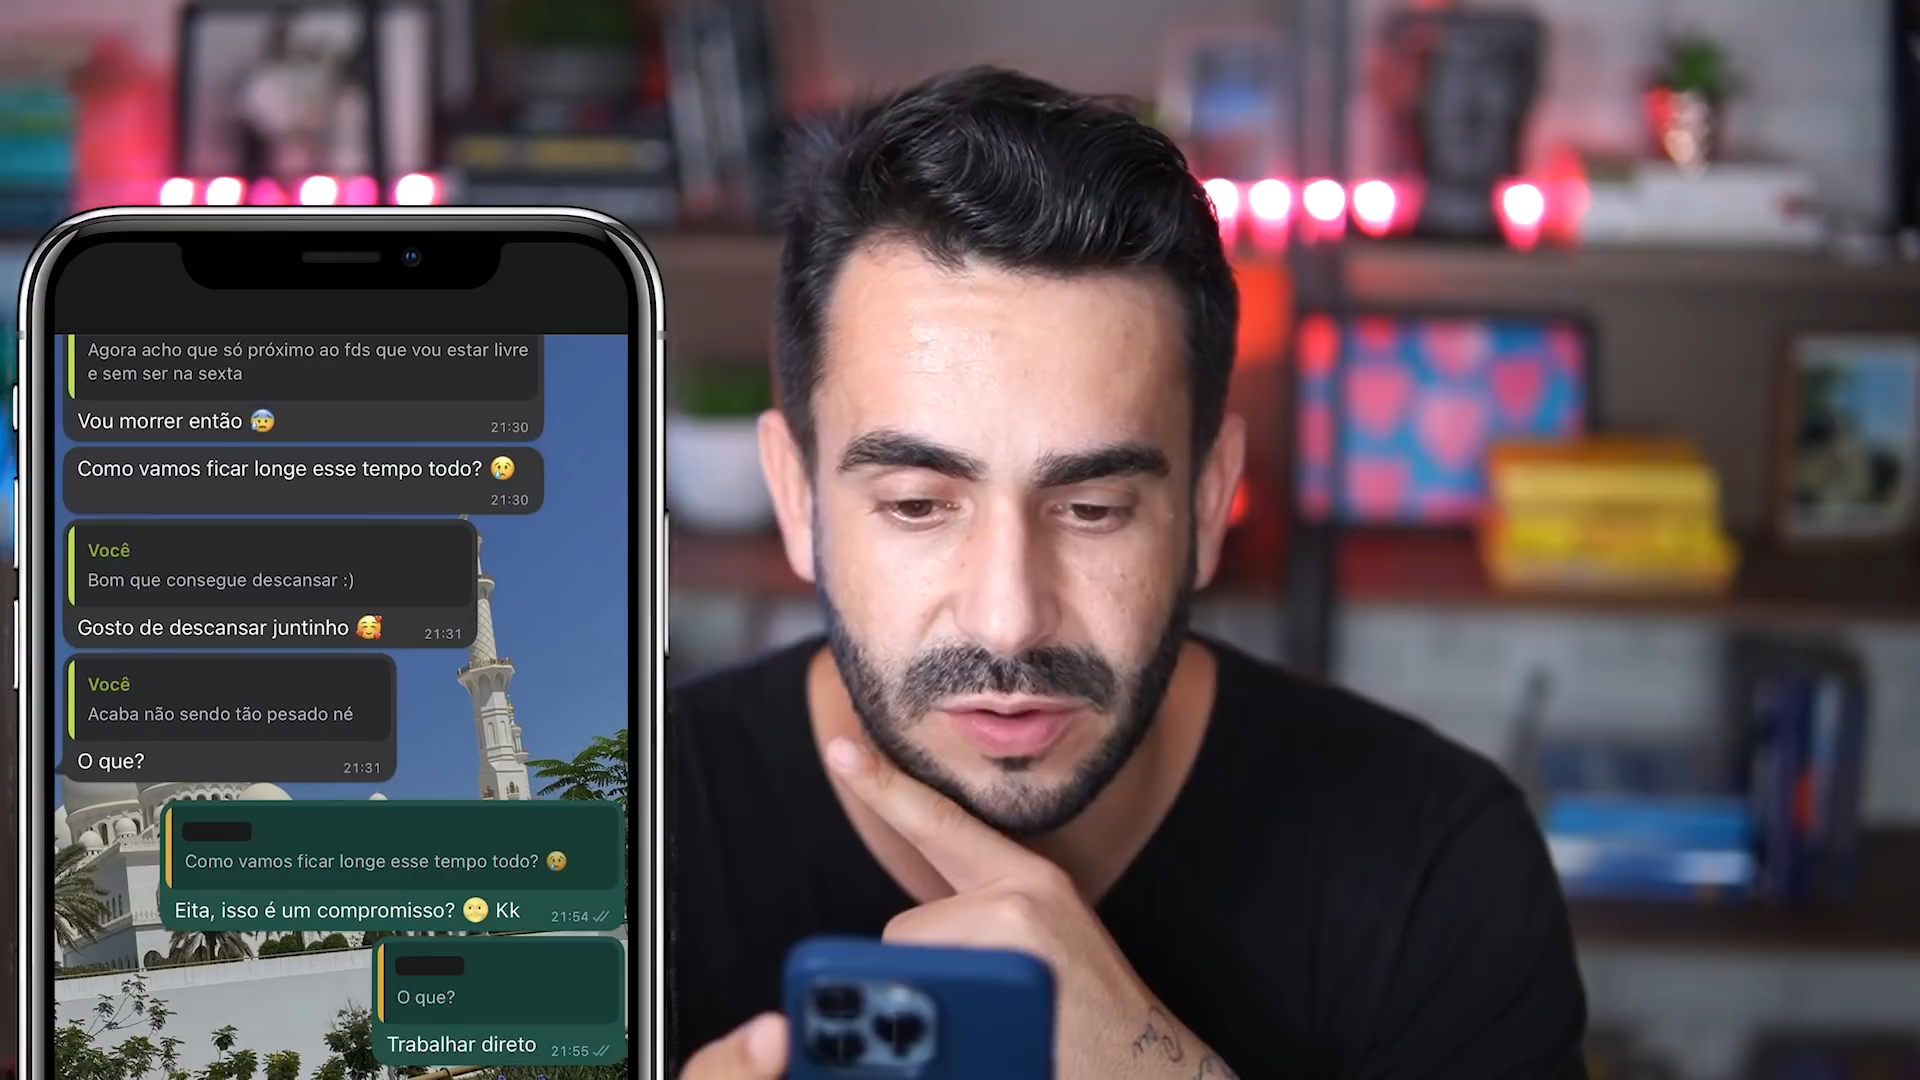 Agora acho que só próximo ao fds que vou estar livre
e sem ser na sexta
Vou morrer então 😰
21:30
Como vamos ficar longe esse tempo todo? 😢
21:30
Você
Bom que consegue descansar :)
Gosto de descansar juntinho 🥰
21:31
Você
Acaba não sendo tão pesado né
O que?
21:31
Como vamos ficar longe esse tempo todo? 😢
Eita, isso é um compromisso? 🌝 Kk
21:54
O que?
Trabalhar direto
21:55